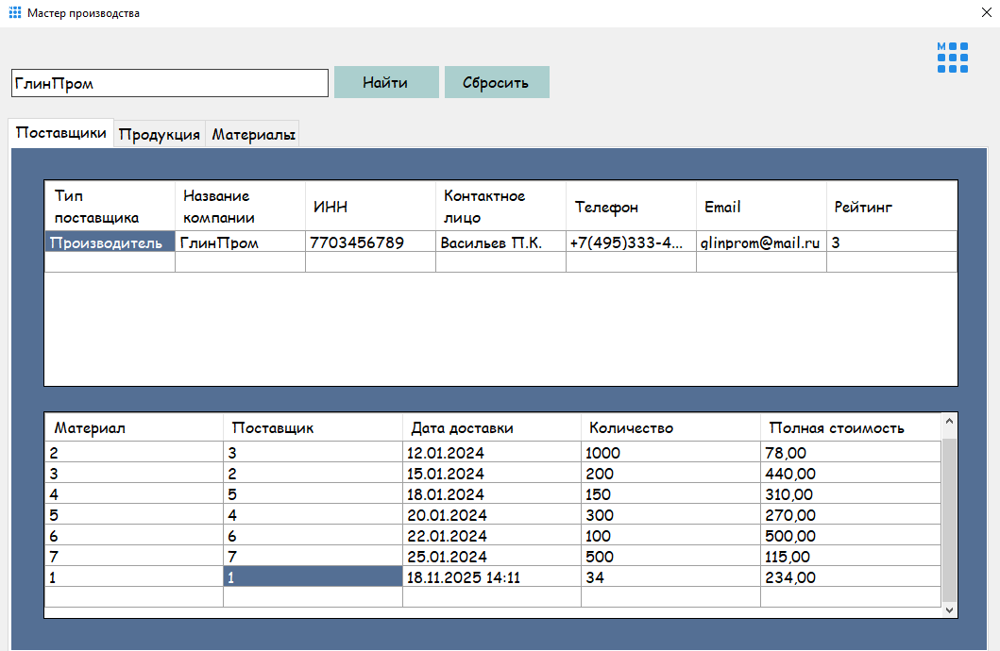 Мастер производства
М
ГлинПром Найти Сбросить
Поставщики Продукция Материалы
Тип поставщика Название компании ИНН Контактное лицо Телефон Email Рейтинг
Производитель ГлинПром 7703456789 Васильев П.К. +7(495)333-4... glinprom@mail.ru 3
Материал Поставщик Дата доставки Количество Полная стоимость
2 3 12.01.2024 1000 78,00
3 2 15.01.2024 200 440,00
4 5 18.01.2024 150 310,00
5 4 20.01.2024 300 270,00
6 6 22.01.2024 100 500,00
7 7 25.01.2024 500 115,00
1 1 18.11.2025 14:11 34 234,00